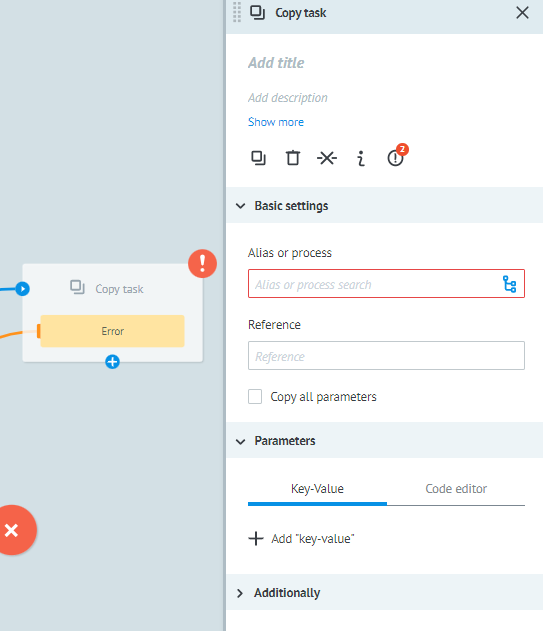 Copy task
Add title
Add description
Show more
2
Basic settings
Alias or process
Alias or process search
Reference
Reference
Copy all parameters
Parameters
Key-Value Code editor
Add "key-value"
Additionally
Copy task
Error